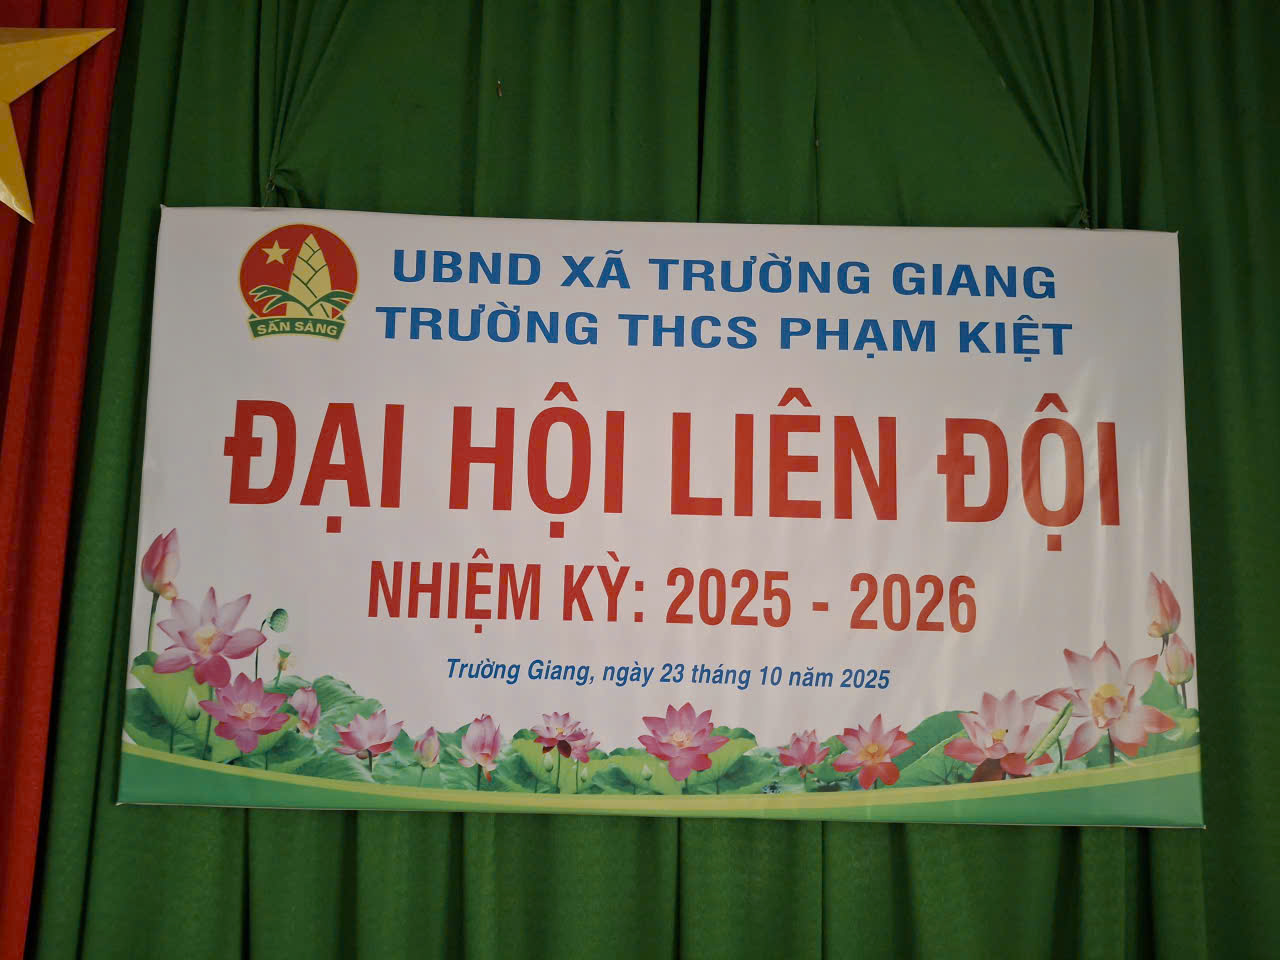 UBND XÃ TRƯỜNG GIANG
TRƯỜNG THCS PHẠM KIỆT
SẴN SÀNG
ĐẠI HỘI LIÊN ĐỘI
NHIỆM KỲ: 2025 - 2026
Trường Giang, ngày 23 tháng 10 năm 2025